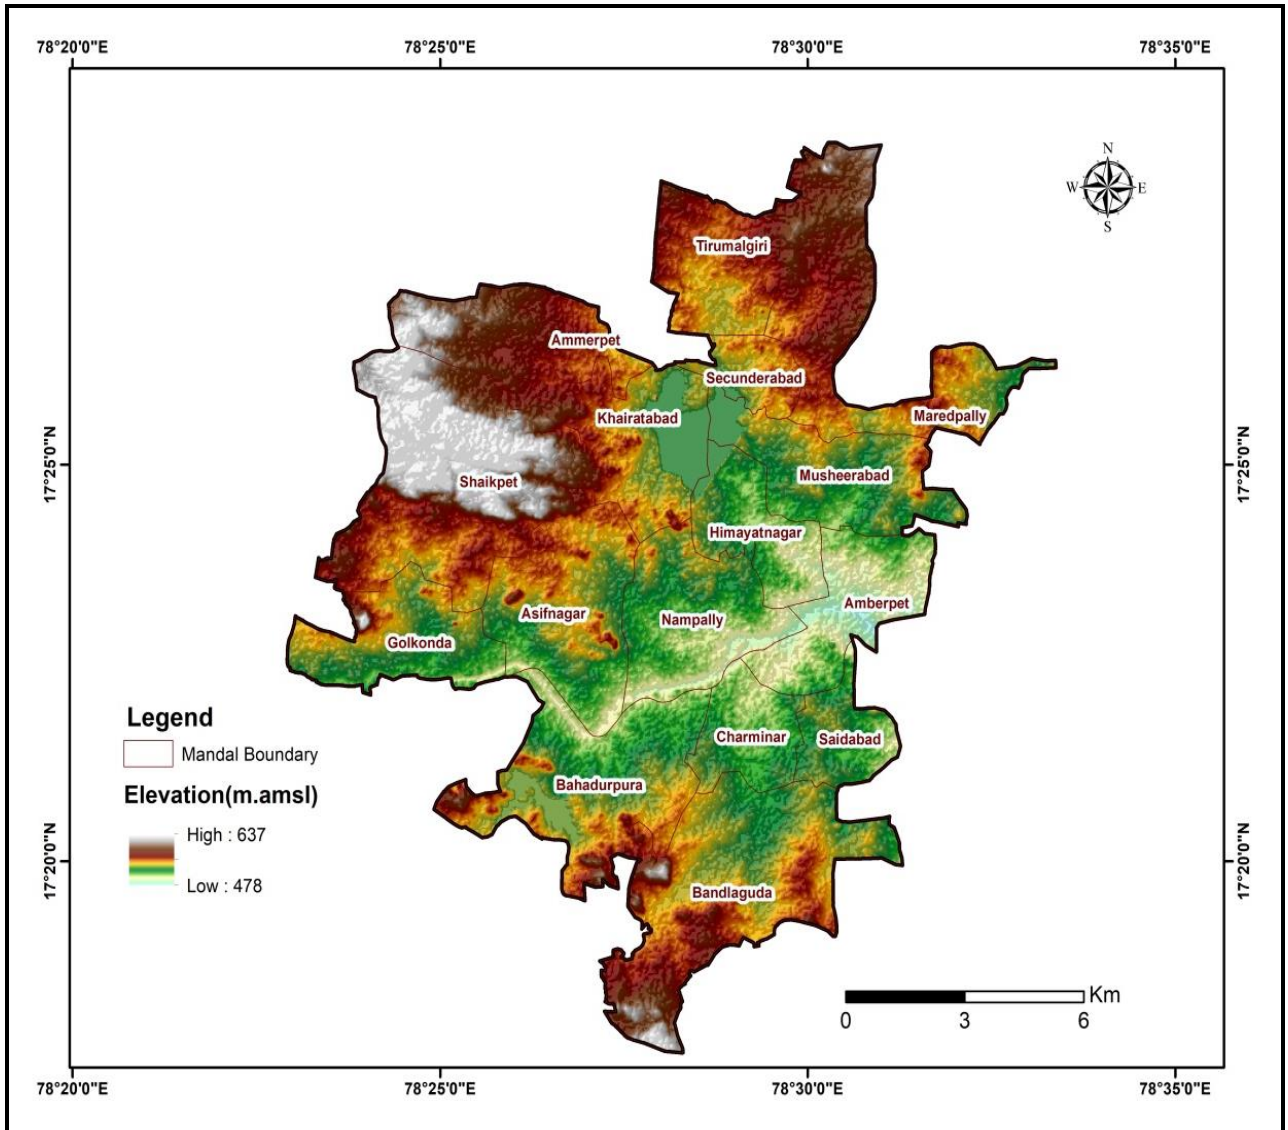 78°20'0"E 78°25'0"E 78°30'0"E 78°35'0"E
N
W E
S
Tirumalgiri
Ammerpet
Secunderabad
Khairatabad
Maredpally
17°25'0"N 17°25'0"N
Shaikpet
Musheerabad
Himayatnagar
Amberpet
Asifnagar
Nampally
Golkonda
Legend
Mandal Boundary
Charminar
Saidabad
Bahadurpura
Elevation(m.amsl)
High : 637
Low : 478
17°20'0"N 17°20'0"N
Bandlaguda
Km
0 3 6
78°20'0"E 78°25'0"E 78°30'0"E 78°35'0"E